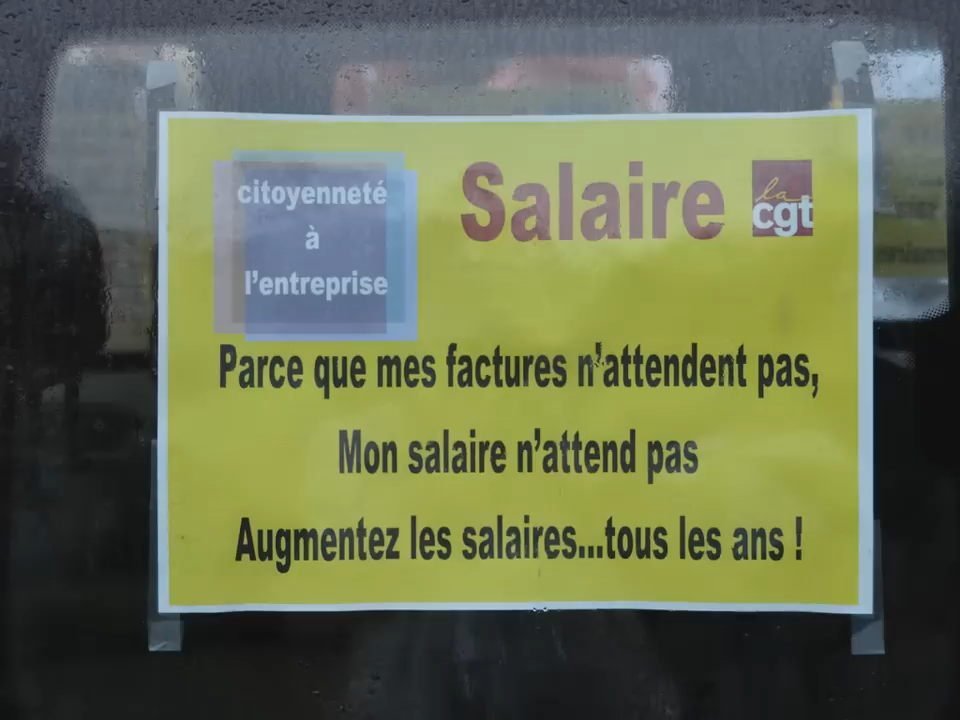 citoyenneté
à
l'entreprise
Salaire
la
cgt
Parce que mes factures n'attendent pas,
Mon salaire n'attend pas
Augmentez les salaires...tous les ans !